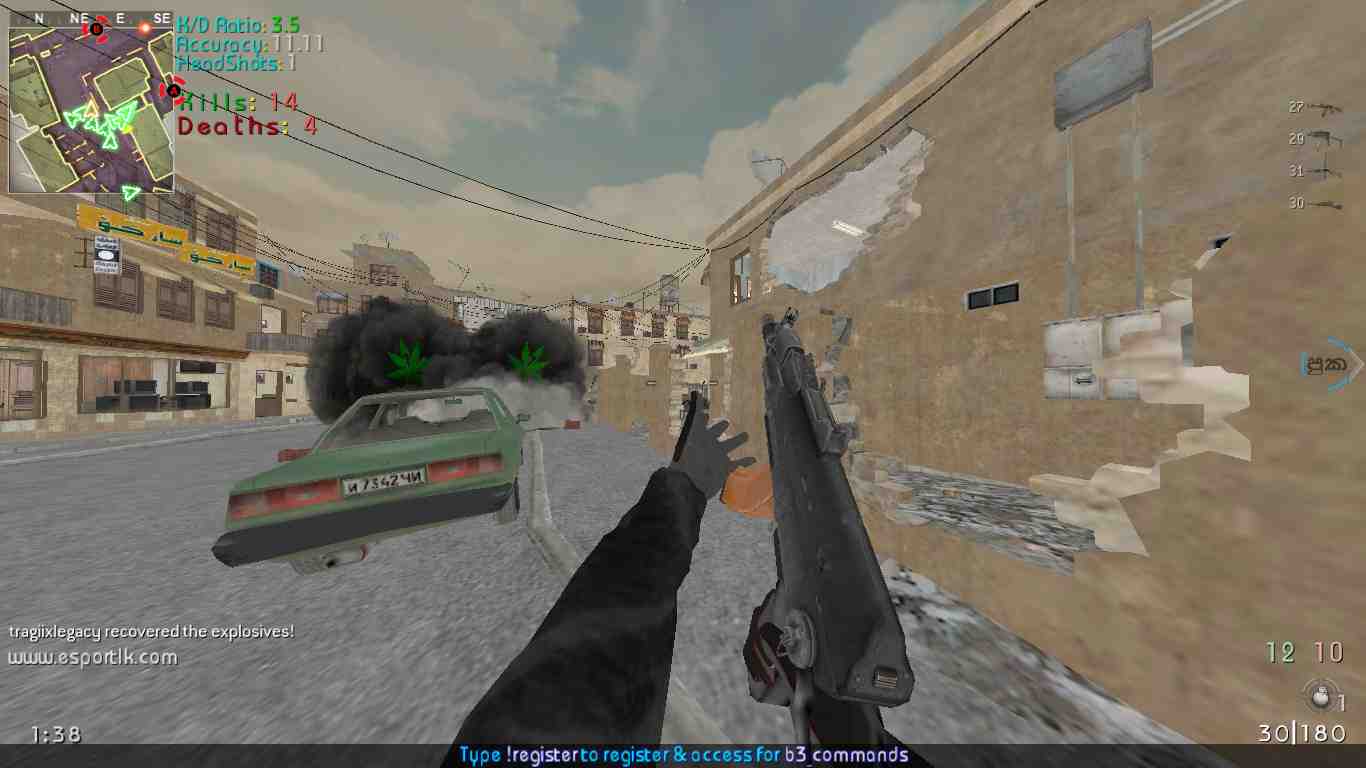 N NE E SE
K/D Ratio: 3.5
Accuracy: 11.11
HeadShots: 1
Kills: 14
Deaths: 4
B
A
27
29
31
30
И 73424И
tragiixlegacy recovered the explosives!
www.esportlk.com
12 10
1
1:38
30|180
Type !register to register & access for b3_commands